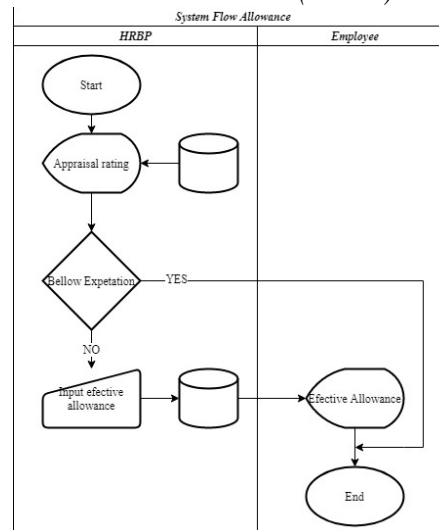 System Flow Allowance
HRBP
Employee
Start
Appraisal rating
Bellow Expetation
YES
NO
Input efective
allowance
Efective Allowance
End